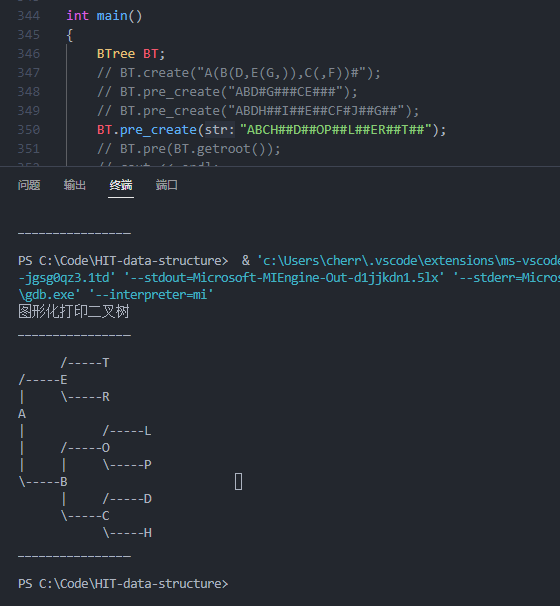 344 int main()
345 {
346 BTree BT;
347 // BT.create("A(B(D,E(G,)),C(,F))#");
348 // BT.pre_create("ABD#G###CE###");
349 // BT.pre_create("ABDH##I##E##CF#J##G##");
350 BT.pre_create(str: "ABCH##D##OP##L##ER##T##");
351 // BT.pre(BT.getroot());
问题 输出 终端 端口
________________
PS C:\Code\HIT-data-structure>  & 'c:\Users\cherr\.vscode\extensions\ms-vscode
-jgsg0qz3.1td' '--stdout=Microsoft-MIEngine-Out-d1jjkdn1.5lx' '--stderr=Micros
\gdb.exe' '--interpreter=mi'
图形化打印二叉树
________________
      /-----T
/-----E
|     \-----R
A
|           /-----L
|     /-----O
|     |     \-----P
\-----B
      |     /-----D
      \-----C
            \-----H
________________
PS C:\Code\HIT-data-structure>